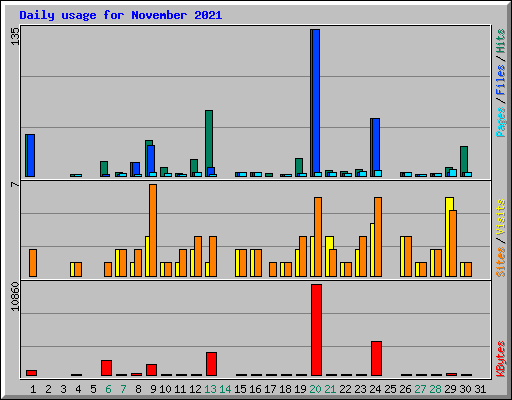 Daily usage for November 2021
135
7
10860
Pages / Files / Hits
Sites / Visits
KBytes
1 2 3 4 5 6 7 8 9 10 11 12 13 14 15 16 17 18 19 20 21 22 23 24 25 26 27 28 29 30 31